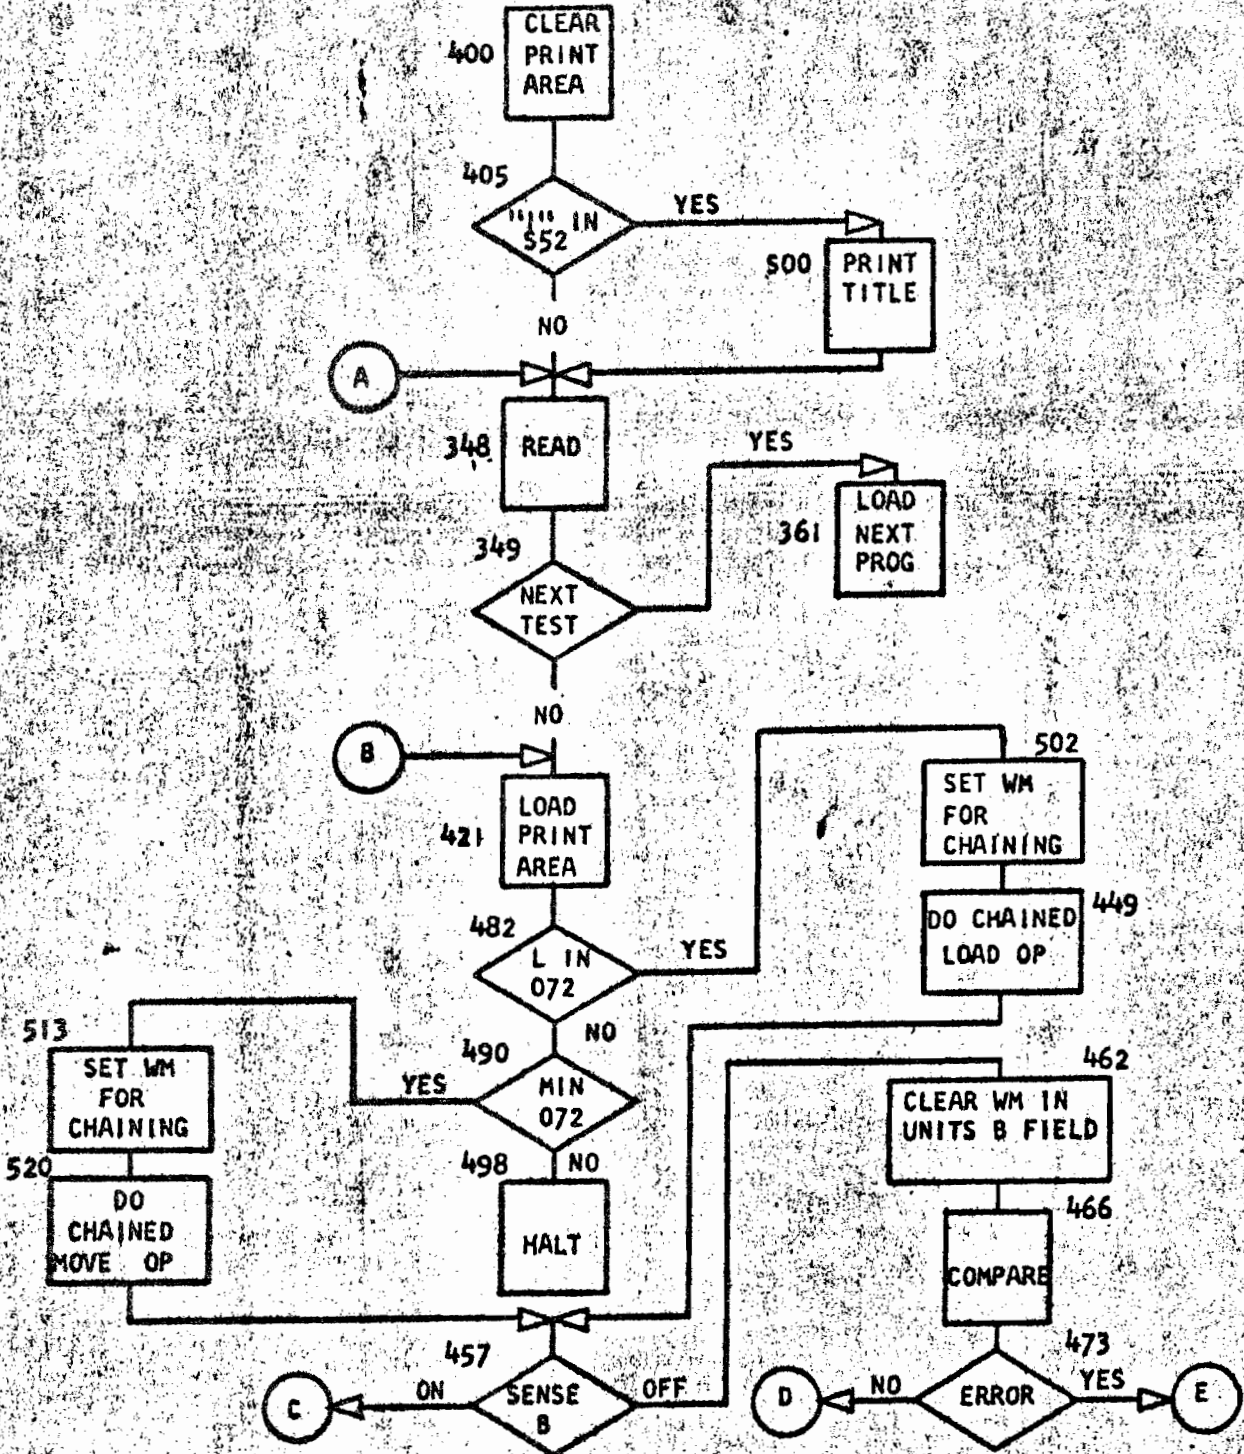 CLEAR
400 PRINT
AREA
405
"1" IN
S52
YES
500 PRINT
TITLE
NO
A
348 READ
YES
LOAD
361 NEXT
PROG
349
NEXT
TEST
NO
B
502
SET WM
FOR
CHAINING
LOAD
421 PRINT
AREA
449
DO CHAINED
LOAD OP
482
L IN
072
YES
NO
513
SET WM
FOR
CHAINING
490
YES
MIN
072
462
CLEAR WM IN
UNITS B FIELD
520
DO
CHAINED
MOVE OP
498 NO
HALT
466
COMPARE
457
C
ON
SENSE
B
OFF
473
D
NO
ERROR
YES
E